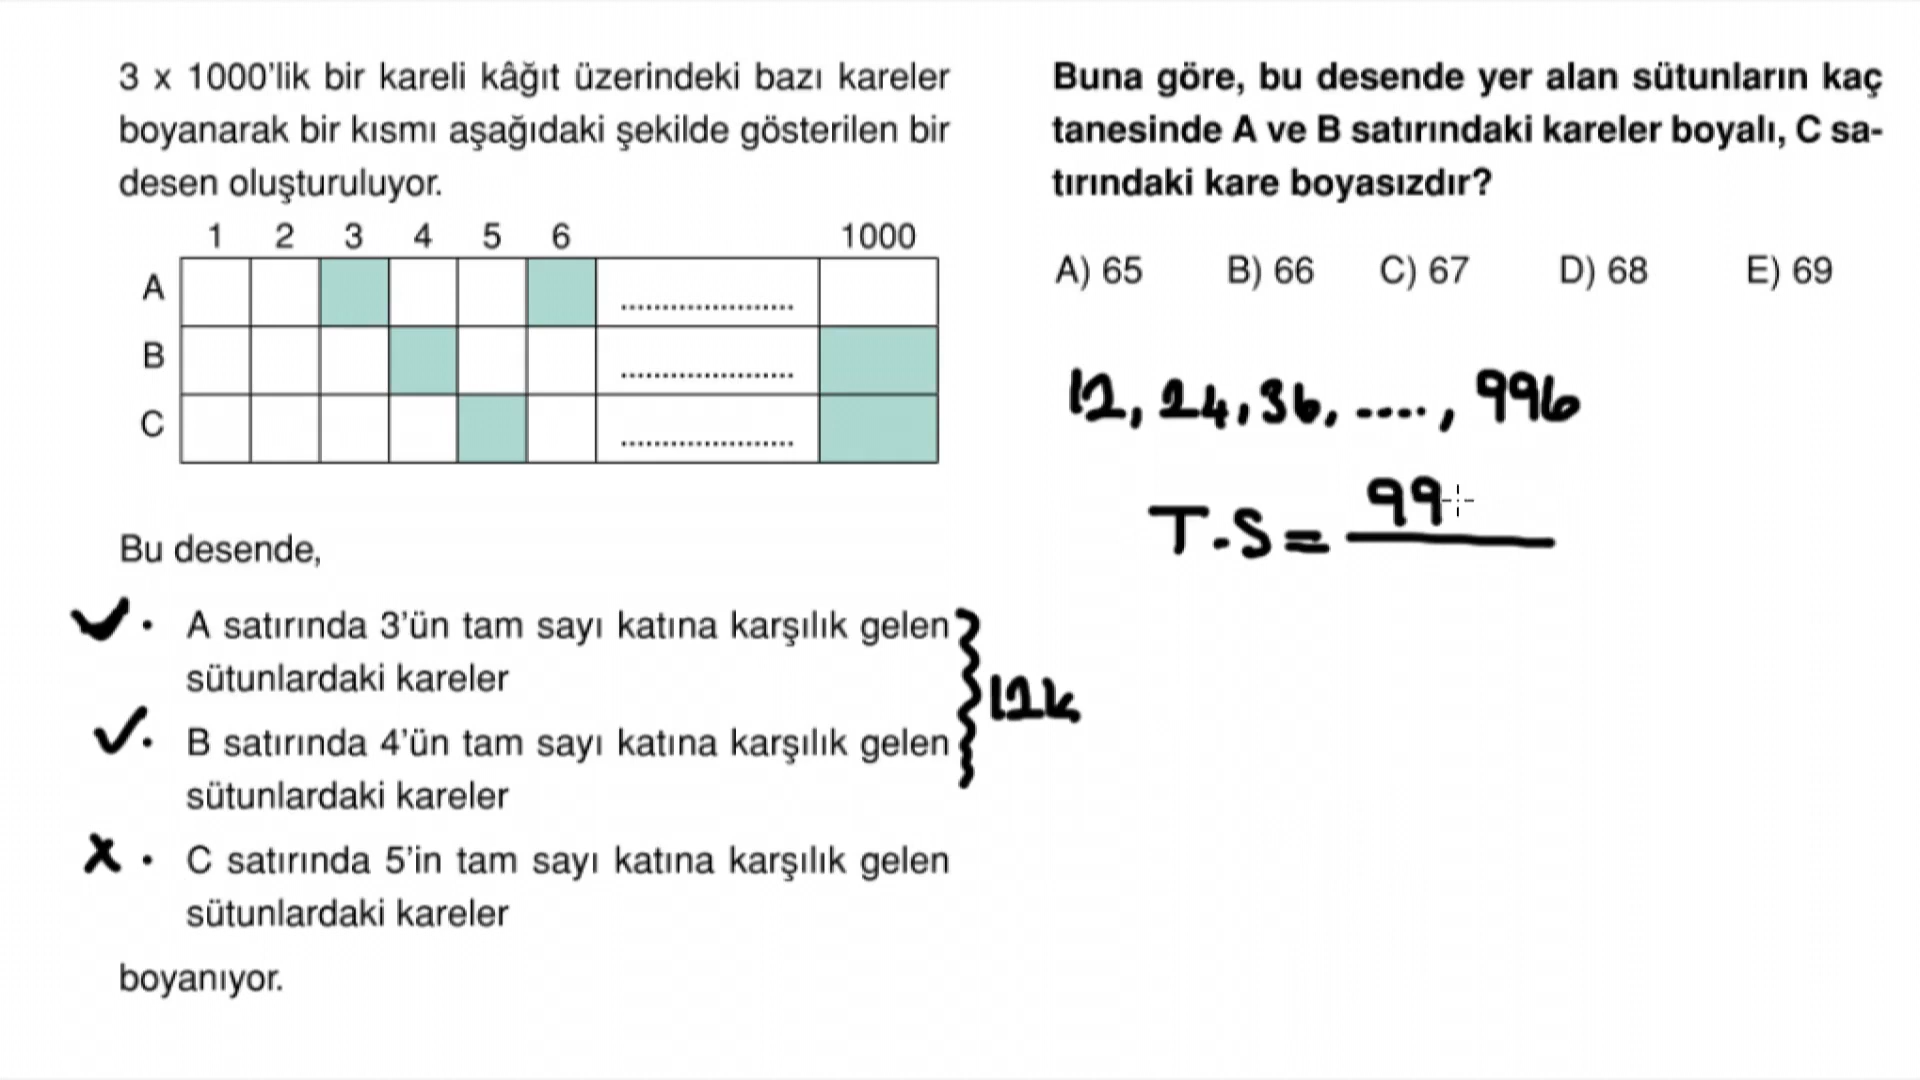 3 x 1000'lik bir kareli kâğıt üzerindeki bazı kareler
boyanarak bir kısmı aşağıdaki şekilde gösterilen bir
desen oluşturuluyor.
1 2 3 4 5 6 1000
A ....................
B ....................
C ....................
Bu desende,
✓ • A satırında 3'ün tam sayı katına karşılık gelen
sütunlardaki kareler
✓ • B satırında 4'ün tam sayı katına karşılık gelen
sütunlardaki kareler
12k
x • C satırında 5'in tam sayı katına karşılık gelen
sütunlardaki kareler
boyanıyor.
Buna göre, bu desende yer alan sütunların kaç
tanesinde A ve B satırındaki kareler boyalı, C sa-
tırındaki kare boyasızdır?
A) 65 B) 66 C) 67 D) 68 E) 69
12, 24, 36, ...., 996
T.S = 99